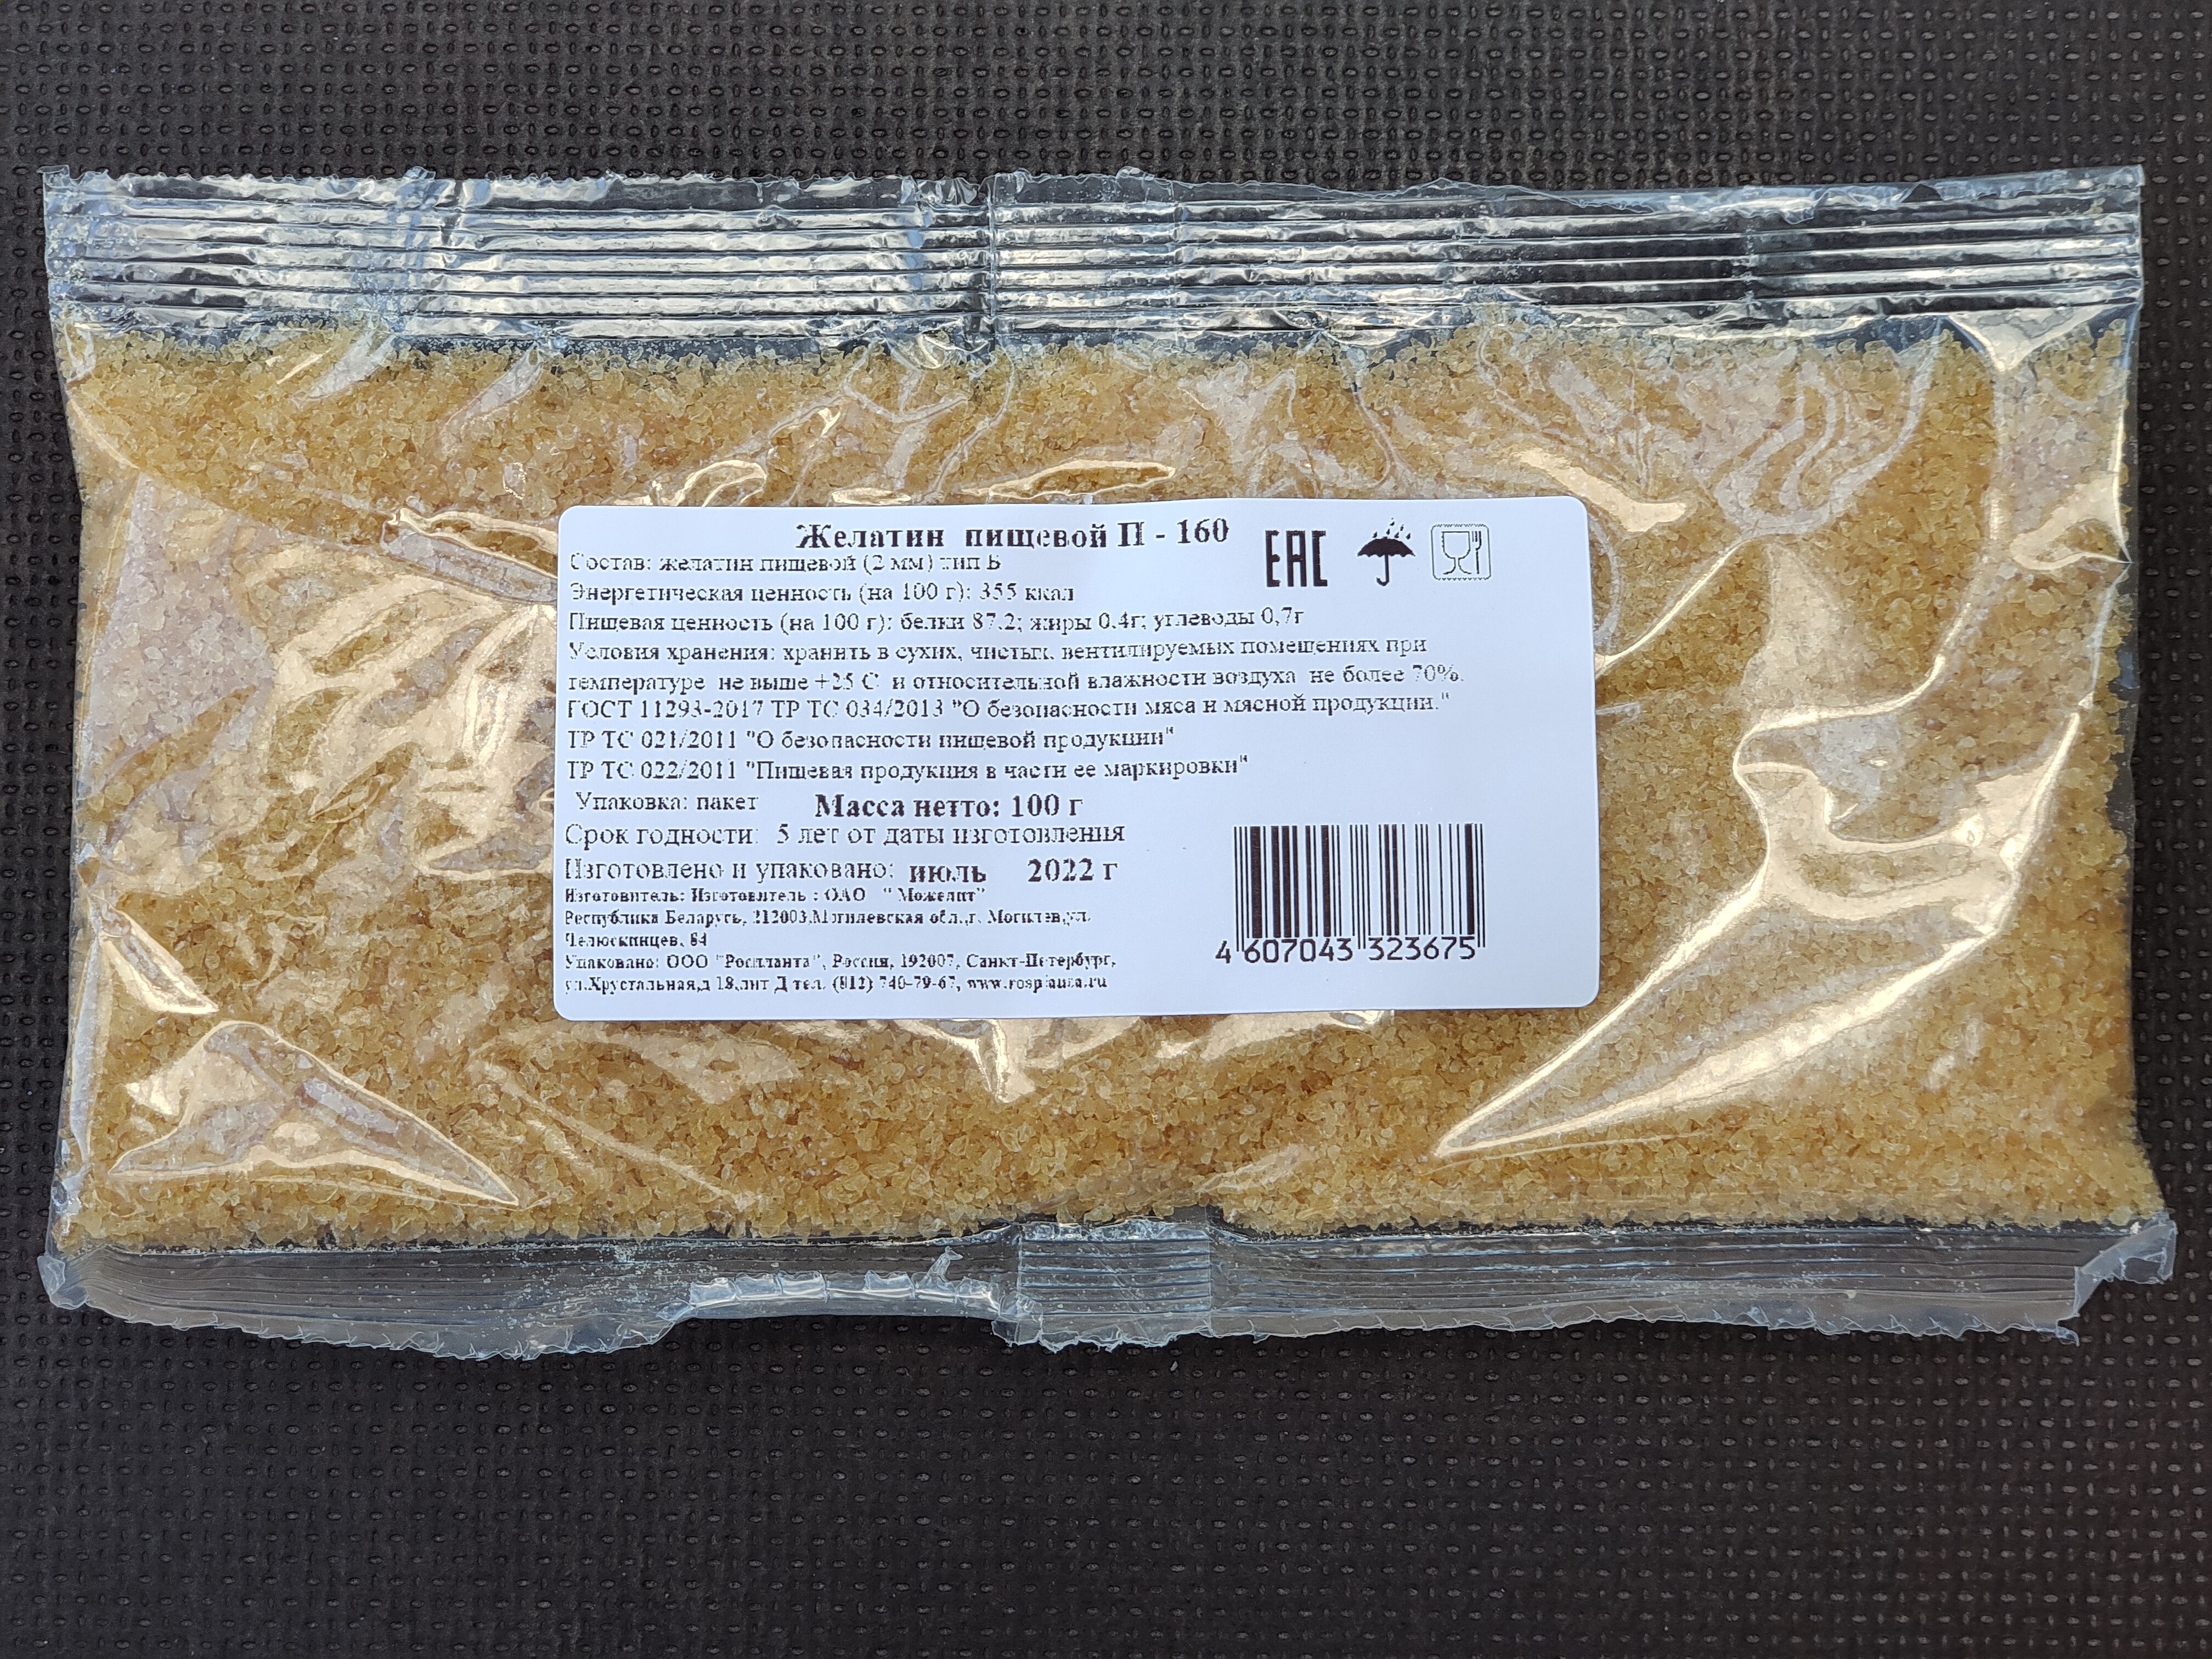 Желатин пищевой П - 160
EAC
Состав: желатин пищевой (2 мм) тип Б
Энергетическая ценность (на 100 г): 355 ккал
Пищевая ценность (на 100 г): белки 87.2; жиры 0.4г; углеводы 0,7г
Условия хранения: хранить в сухих, чистых, вентилируемых помещениях при
температуре не выше +25 С и относительной влажности воздуха не более 70%.
ГОСТ 11293-2017 ТР ТС 034/2013 "О безопасности мяса и мясной продукции."
ТР ТС 021/2011 "О безопасности пищевой продукции"
ТР ТС 022/2011 "Пищевая продукция в части ее маркировки"
Упаковка: пакет Масса нетто: 100 г
Срок годности: 5 лет от даты изготовления
Изготовлено и упаковано: июль 2022 г
Изготовитель: Изготовитель : ОАО " Можелит"
Республика Беларусь, 212003,Могилевская обл.,г. Могилев,ул.
Челюскинцев, 84
Упаковано: ООО "Роспланта", Россия, 192007, Санкт-Петербург,
ул.Хрустальная,д 18,лит Д тел. (812) 740-79-67, www.rosplanta.ru
4 607043 323675